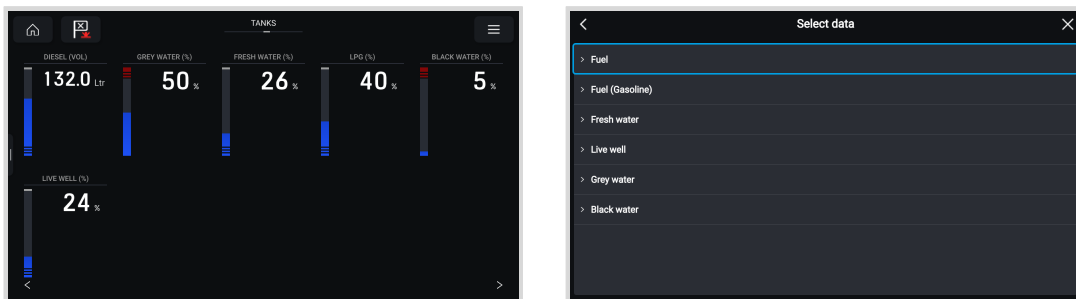 TANKS
DIESEL (VOL) GREY WATER (%) FRESH WATER (%) LPG (%) BLACK WATER (%)
132.0 Ltr 50 % 26 % 40 % 5 %
LIVE WELL (%)
24 %
Select data
Fuel
Fuel (Gasoline)
Fresh water
Live well
Grey water
Black water